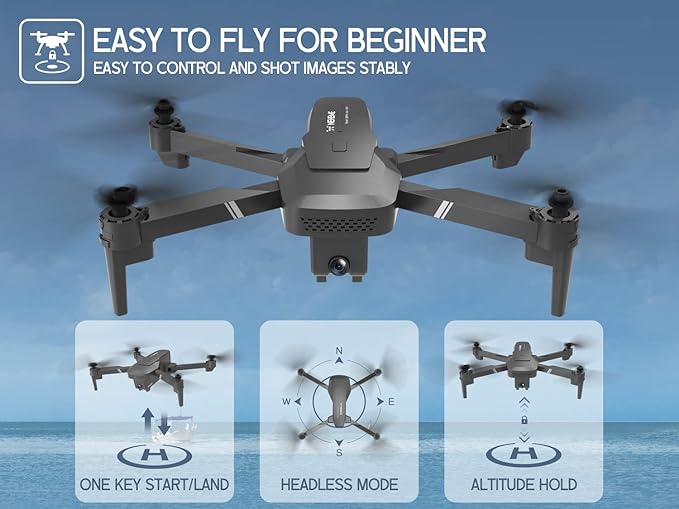 EASY TO FLY FOR BEGINNER
EASY TO CONTROL AND SHOT IMAGES STABLY
N
W
E
S
H
H
ONE KEY START/LAND
HEADLESS MODE
ALTITUDE HOLD